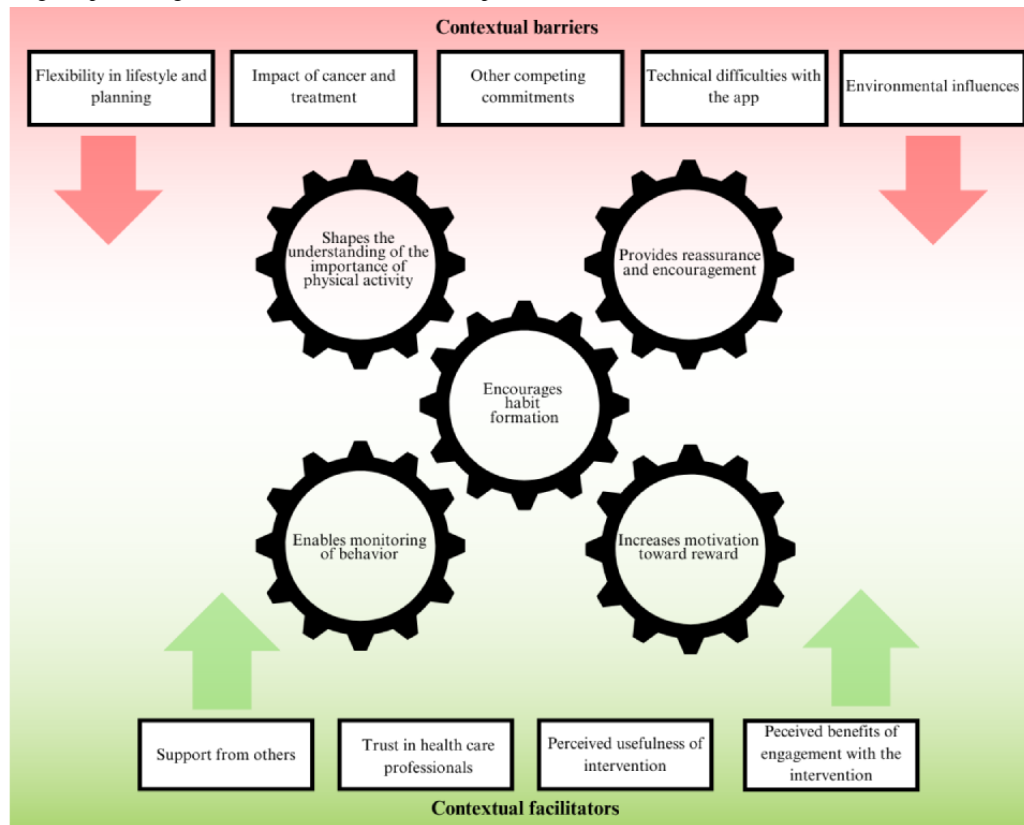 Contextual barriers
Flexibility in lifestyle and
planning
Impact of cancer and
treatment
Other competing
commitments
Technical difficulties with
the app
Environmental influences
Shapes the
understanding of the
importance of
physical activity
Provides reassurance
and encouragement
Encourages
habit
formation
Enables monitoring
of behavior
Increases motivation
toward reward
Support from others
Trust in health care
professionals
Perceived usefulness of
intervention
Peceived benefits of
engagement with the
intervention
Contextual facilitators